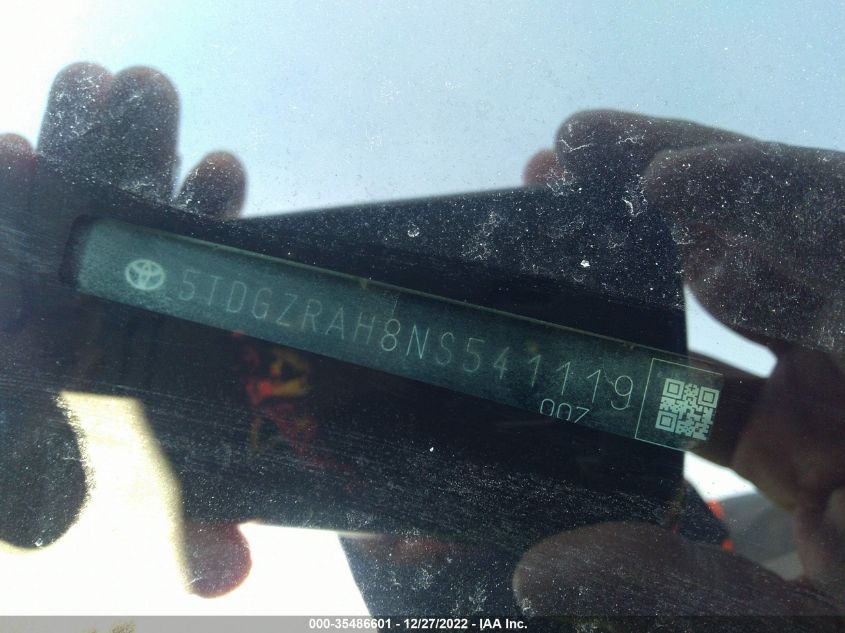 5TDGZRAH8NS541119
007
000-35486601 - 12/27/2022 - IAA Inc.